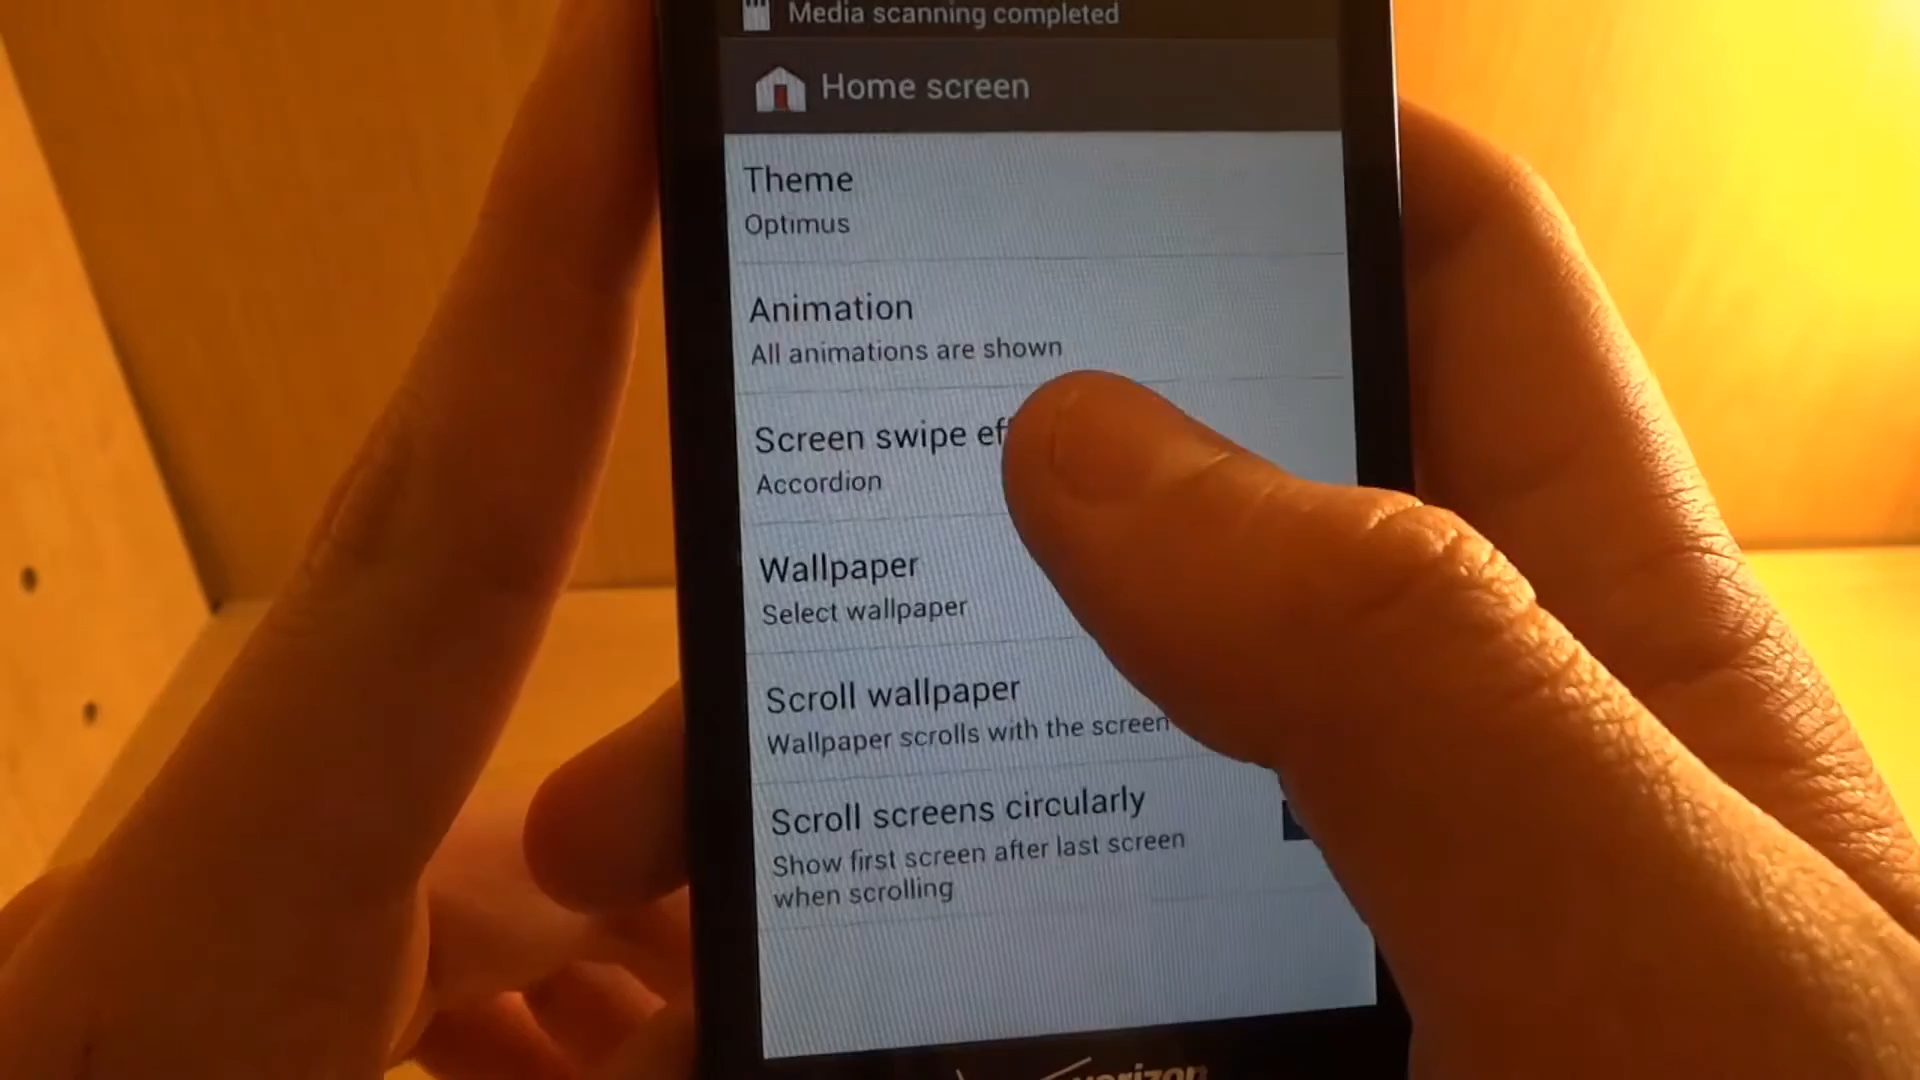 Media scanning completed
Home screen
Theme
Optimus
Animation
All animations are shown
Screen swipe ef
Accordion
Wallpaper
Select wallpaper
Scroll wallpaper
Wallpaper scrolls with the screen
Scroll screens circularly
Show first screen after last screen
when scrolling
verizon